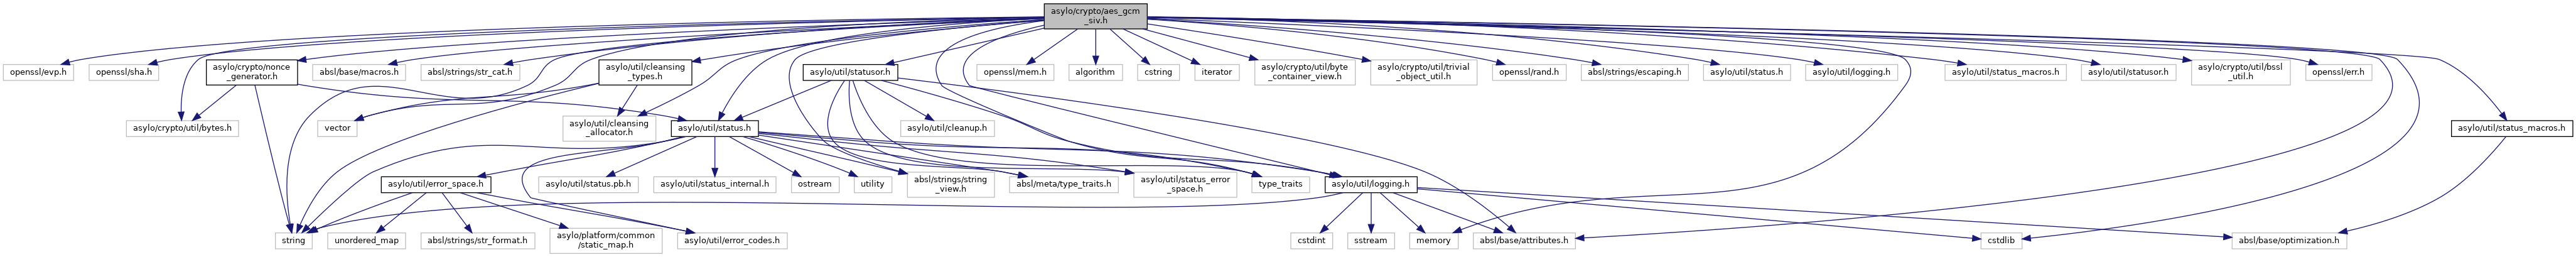 asylo/crypto/aes_gcm
_siv.h
openssl/evp.h
openssl/sha.h
asylo/crypto/nonce
_generator.h
absl/base/macros.h
absl/strings/str_cat.h
asylo/util/cleansing
_types.h
asylo/util/statusor.h
openssl/mem.h
algorithm
cstring
iterator
asylo/crypto/util/byte
_container_view.h
asylo/crypto/util/trivial
_object_util.h
openssl/rand.h
absl/strings/escaping.h
asylo/util/status.h
asylo/util/logging.h
asylo/util/status_macros.h
asylo/util/statusor.h
asylo/crypto/util/bssl
_util.h
openssl/err.h
asylo/crypto/util/bytes.h
vector
asylo/util/cleansing
_allocator.h
asylo/util/status.h
asylo/util/cleanup.h
asylo/util/status_macros.h
asylo/util/error_space.h
asylo/util/status.pb.h
asylo/util/status_internal.h
ostream
utility
absl/strings/string
_view.h
absl/meta/type_traits.h
asylo/util/status_error
_space.h
type_traits
asylo/util/logging.h
string
unordered_map
absl/strings/str_format.h
asylo/platform/common
/static_map.h
asylo/util/error_codes.h
cstdint
sstream
memory
absl/base/attributes.h
cstdlib
absl/base/optimization.h